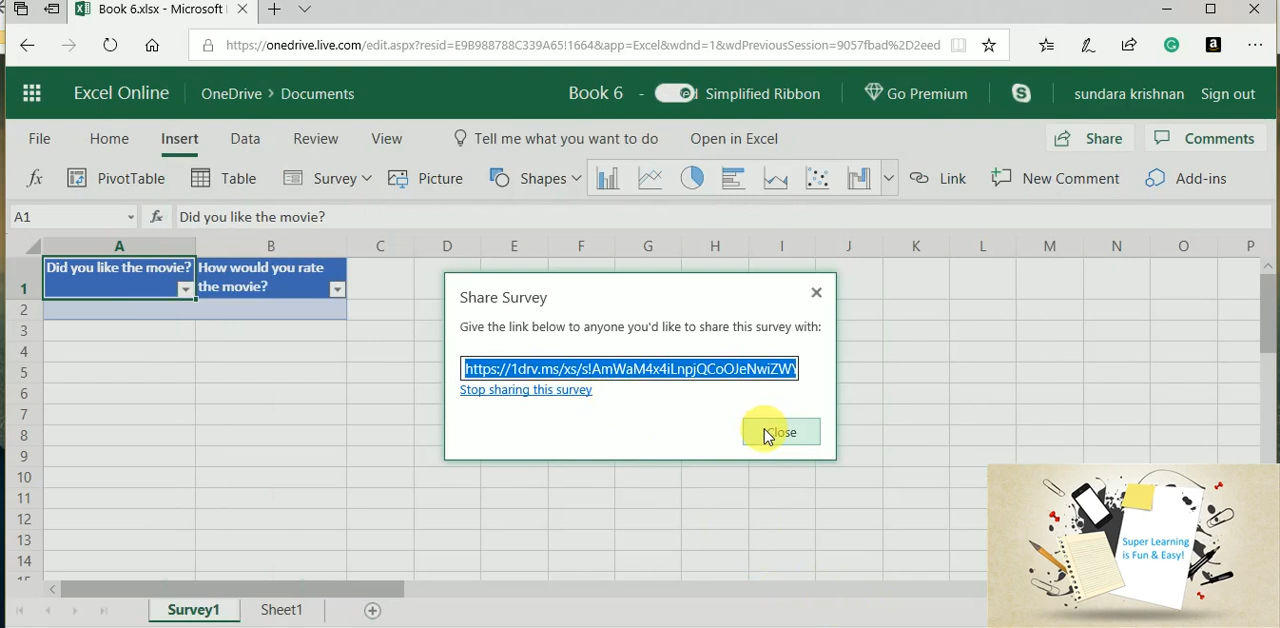 Book 6.xlsx - Microsoft
https://onedrive.live.com/edit.aspx?resid=E9B988788C339A65!1664&app=Excel&wdnd=1&wdPreviousSession=9057fbad%2D2eed
Excel Online OneDrive > Documents Book 6 - Simplified Ribbon Go Premium sundara krishnan Sign out
File Home Insert Data Review View Tell me what you want to do Open in Excel Share Comments
fx PivotTable Table Survey Picture Shapes Link New Comment Add-ins
A1 fx Did you like the movie?
A B C D E F G H I J K L M N O P
1 Did you like the movie? How would you rate
the movie?
2
3
4
5
6
7
8
9
10
11
12
13
14
Share Survey
Give the link below to anyone you'd like to share this survey with:
https://1drv.ms/xs/s!AmWaM4x4iLnpjQCoOJeNwiZWY
Stop sharing this survey
Close
Super Learning
is Fun & Easy!
Survey1 Sheet1